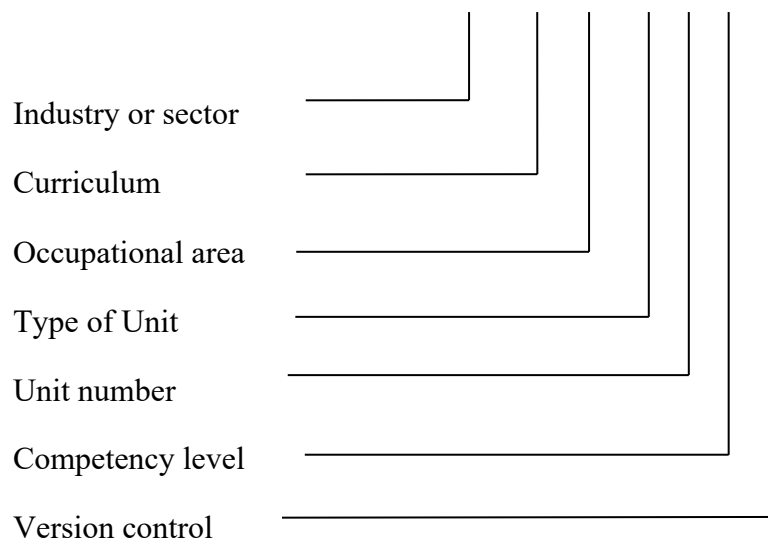 Industry or sector
Curriculum
Occupational area
Type of Unit
Unit number
Competency level
Version control